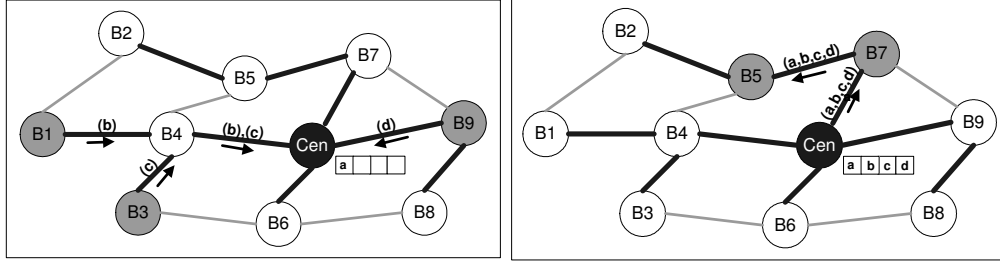 B2
B7
B5
B1
(b)
B4
(b),(c)
Cen
(d)
B9
a
(c)
B3
B6
B8
B2
B7
(a,b,c,d)
B5
(a,b,c,d)
B1
B4
Cen
B9
a b c d
B3
B6
B8